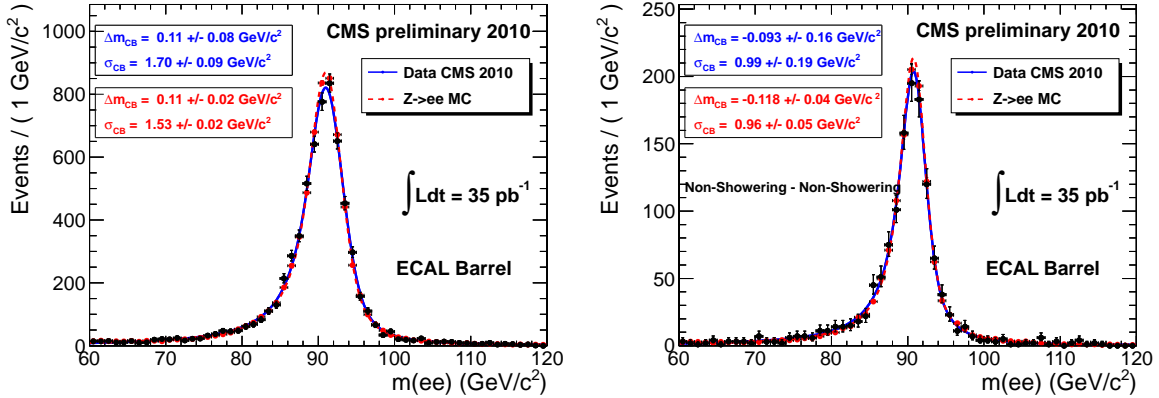 CMS preliminary 2010
Δm_CB = 0.11 +/- 0.08 GeV/c²
σ_CB = 1.70 +/- 0.09 GeV/c²
Δm_CB = 0.11 +/- 0.02 GeV/c²
σ_CB = 1.53 +/- 0.02 GeV/c²
Data CMS 2010
Z->ee MC
∫ Ldt = 35 pb⁻¹
ECAL Barrel
Events / ( 1 GeV/c² )
1000
800
600
400
200
0
60 70 80 90 100 110 120
m(ee) (GeV/c²)
CMS preliminary 2010
Δm_CB = -0.093 +/- 0.16 GeV/c²
σ_CB = 0.99 +/- 0.19 GeV/c²
Δm_CB = -0.118 +/- 0.04 GeV/c²
σ_CB = 0.96 +/- 0.05 GeV/c²
Data CMS 2010
Z->ee MC
Non-Showering - Non-Showering
∫ Ldt = 35 pb⁻¹
ECAL Barrel
Events / ( 1 GeV/c² )
250
200
150
100
50
0
60 70 80 90 100 110 120
m(ee) (GeV/c²)